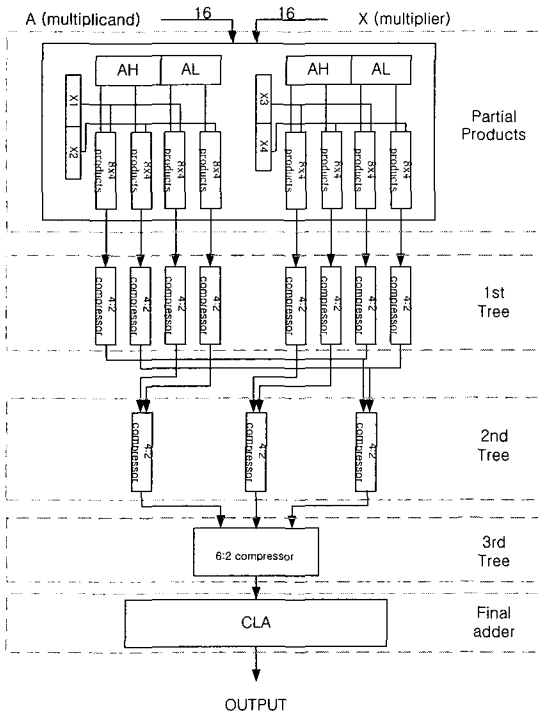 A (multiplicand)
16
16
X (multiplier)
AH
AL
AH
AL
X1
X2
X3
X4
Partial
Products
8x4
products
8x4
products
8x4
products
8x4
products
8x4
products
8x4
products
8x4
products
8x4
products
4:2
compressor
4:2
compressor
4:2
compressor
4:2
compressor
4:2
compressor
4:2
compressor
4:2
compressor
4:2
compressor
1st
Tree
4:2
compressor
4:2
compressor
4:2
compressor
2nd
Tree
6:2 compressor
3rd
Tree
CLA
Final
adder
OUTPUT